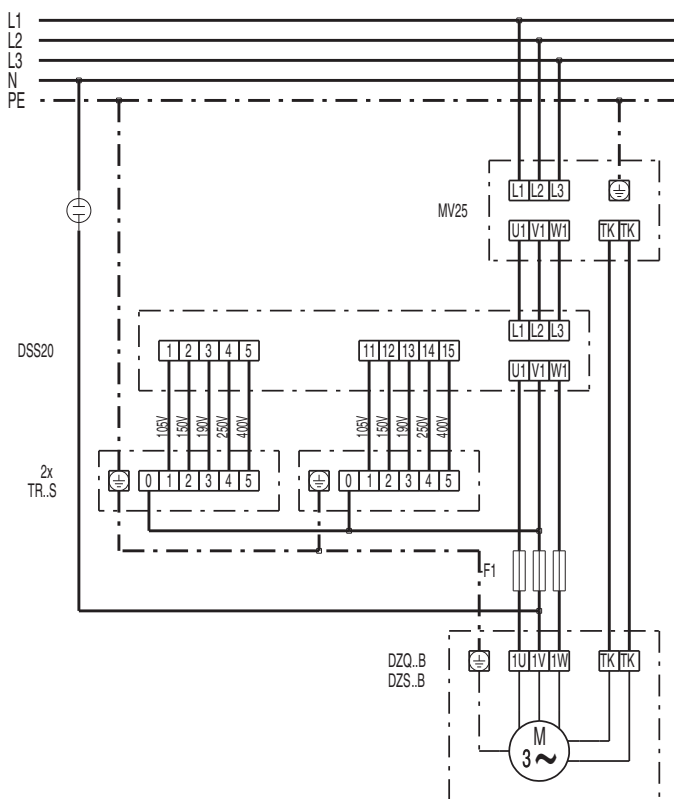 L1
L2
L3
N
PE
L1 L2 L3
MV25
U1 V1 W1 TK TK
L1 L2 L3
DSS20
1 2 3 4 5
11 12 13 14 15
U1 V1 W1
105V 150V 190V 250V 400V
105V 150V 190V 250V 400V
2x
TR..S
0 1 2 3 4 5
0 1 2 3 4 5
F1
DZQ..B
DZS..B
1U 1V 1W TK TK
M
3 ~